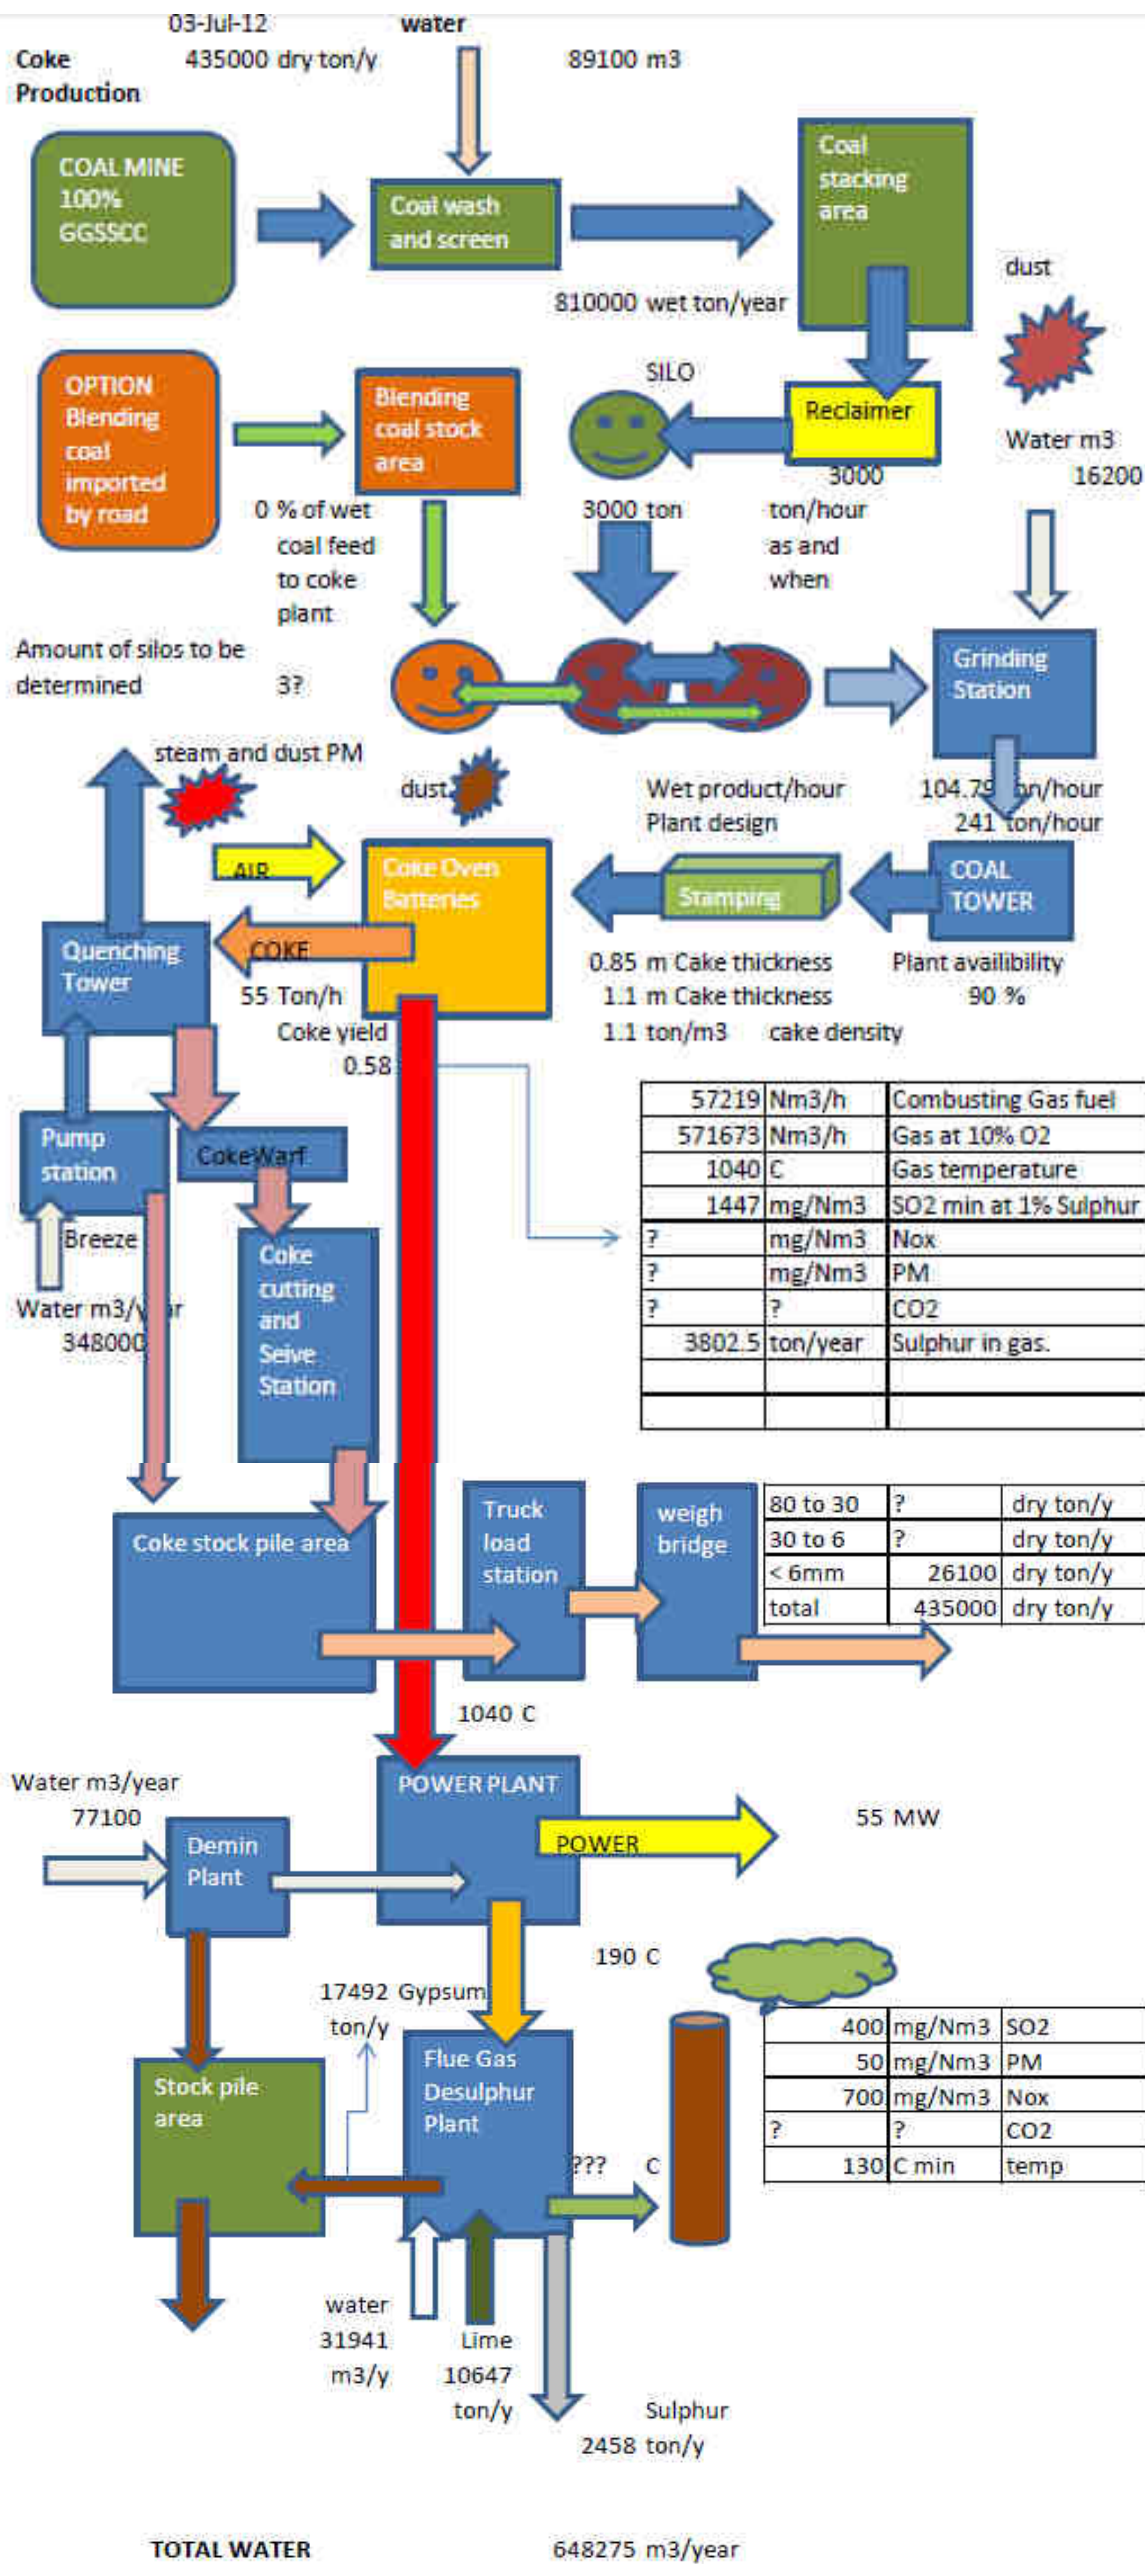 03-Jul-12 water
Coke 435000 dry ton/y 89100 m3
Production
COAL MINE
100%
GGSSCC
Coal wash
and screen
Coal
stacking
area
810000 wet ton/year
dust
OPTION
Blending
coal
imported
by road
Blending
coal stock
area
SILO
Reclaimer
Water m3
16200
0 % of wet
coal feed
to coke
plant
3000 ton
3000
ton/hour
as and
when
Amount of silos to be
determined 3?
Grinding
Station
steam and dust PM
dust
Wet product/hour 104.79 ton/hour
Plant design 241 ton/hour
AIR
Coke Oven
Batteries
Stamping
COAL
TOWER
Quenching
Tower
COKE
55 Ton/h
Coke yield
0.58
0.85 m Cake thickness
1.1 m Cake thickness
1.1 ton/m3 cake density
Plant availibility
90 %
57219 Nm3/h Combusting Gas fuel
571673 Nm3/h Gas at 10% O2
1040 C Gas temperature
1447 mg/Nm3 SO2 min at 1% Sulphur
? mg/Nm3 Nox
? mg/Nm3 PM
? ? CO2
3802.5 ton/year Sulphur in gas.
Pump
station
CokeWarf
Breeze
Water m3/year
348000
Coke
cutting
and
Seive
Station
Coke stock pile area
Truck
load
station
weigh
bridge
80 to 30 ? dry ton/y
30 to 6 ? dry ton/y
< 6mm 26100 dry ton/y
total 435000 dry ton/y
1040 C
Water m3/year
77100
Demin
Plant
POWER PLANT
POWER
55 MW
190 C
17492 Gypsum
ton/y
Stock pile
area
Flue Gas
Desulphur
Plant
??? C
400 mg/Nm3 SO2
50 mg/Nm3 PM
700 mg/Nm3 Nox
? ? CO2
130 C min temp
water
31941
m3/y
Lime
10647
ton/y
Sulphur
2458 ton/y
TOTAL WATER 648275 m3/year